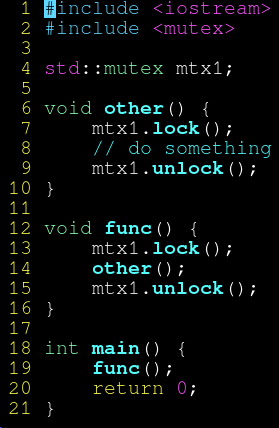 1 #include <iostream>
2 #include <mutex>
3
4 std::mutex mtx1;
5
6 void other() {
7     mtx1.lock();
8     // do something
9     mtx1.unlock();
10 }
11
12 void func() {
13     mtx1.lock();
14     other();
15     mtx1.unlock();
16 }
17
18 int main() {
19     func();
20     return 0;
21 }